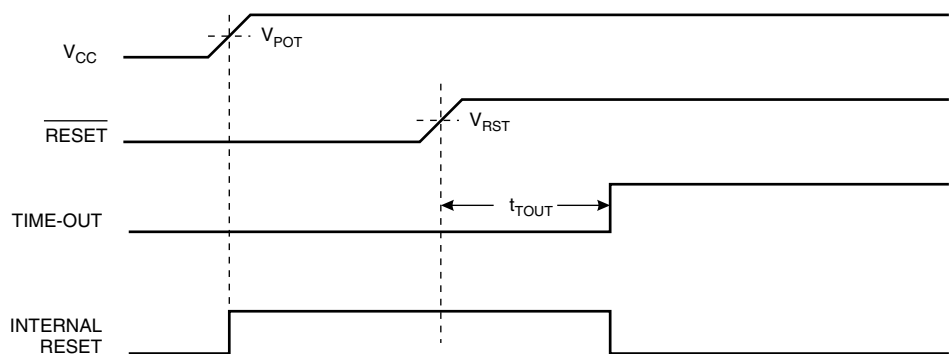 V_CC
V_POT
RESET
V_RST
TIME-OUT
t_TOUT
INTERNAL
RESET